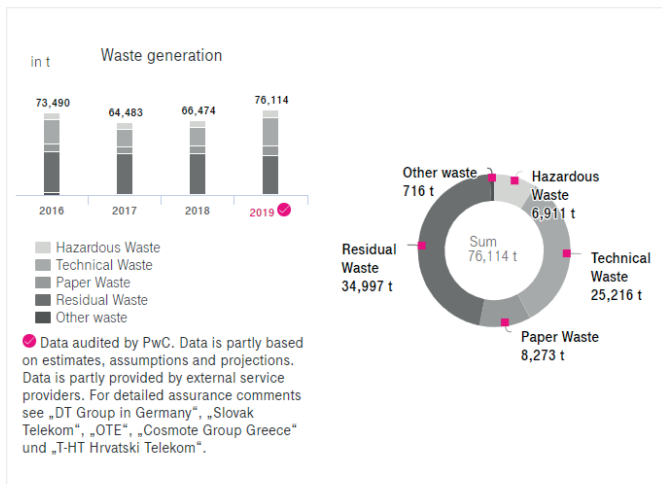 in t
Waste generation
73,490
64,483
66,474
76,114
2016
2017
2018
2019
Hazardous Waste
Technical Waste
Paper Waste
Residual Waste
Other waste
Data audited by PwC. Data is partly based
on estimates, assumptions and projections.
Data is partly provided by external service
providers. For detailed assurance comments
see „DT Group in Germany“, „Slovak
Telekom“, „OTE“, „Cosmote Group Greece“
und „T-HT Hrvatski Telekom“.
Other waste
716 t
Hazardous
Waste
6,911 t
Sum
76,114 t
Residual
Waste
34,997 t
Technical
Waste
25,216 t
Paper Waste
8,273 t